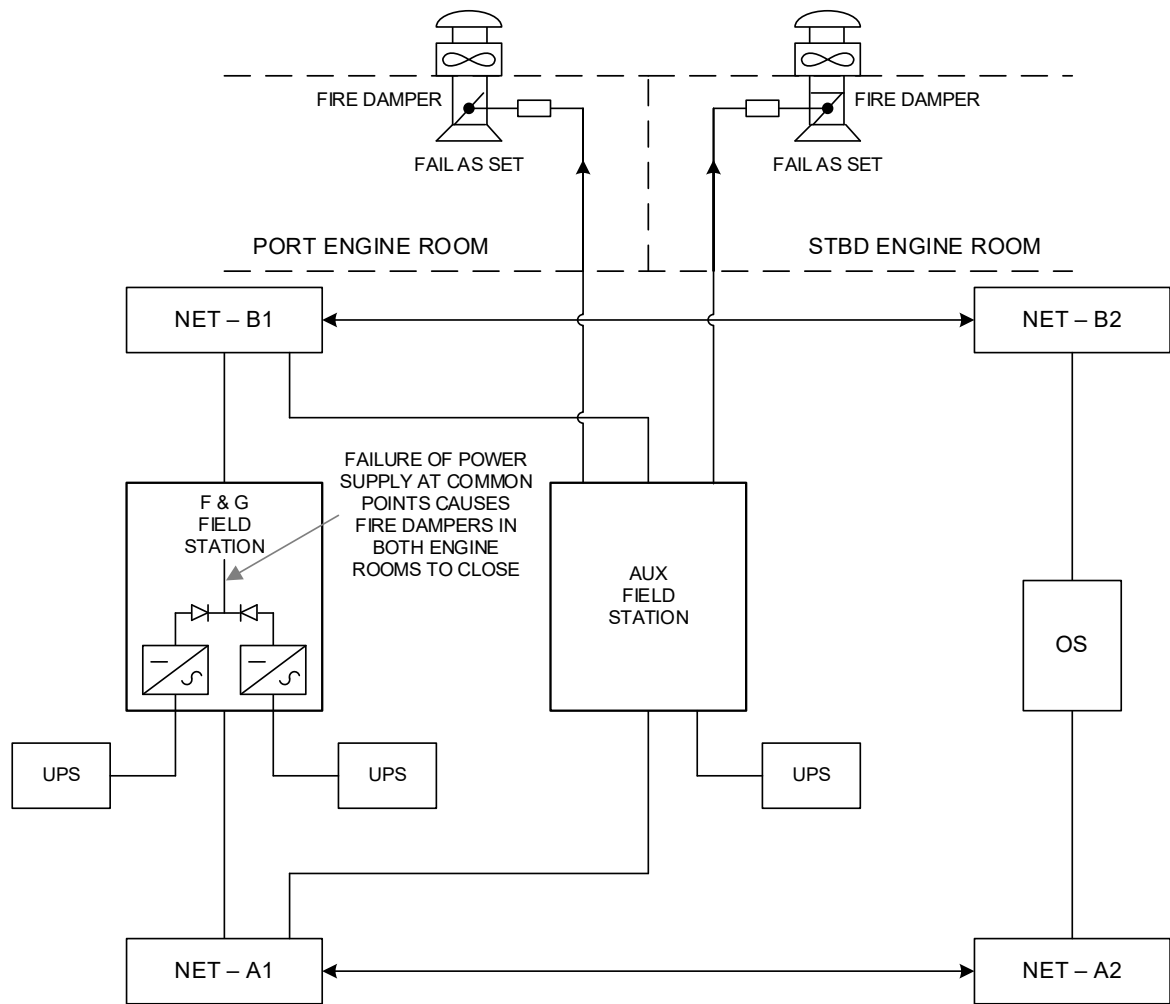 FIRE DAMPER
FIRE DAMPER
FAIL AS SET
FAIL AS SET
PORT ENGINE ROOM
STBD ENGINE ROOM
NET – B1
NET – B2
FAILURE OF POWER
SUPPLY AT COMMON
POINTS CAUSES
FIRE DAMPERS IN
BOTH ENGINE
ROOMS TO CLOSE
F & G
FIELD
STATION
AUX
FIELD
STATION
OS
UPS
UPS
UPS
NET – A1
NET – A2